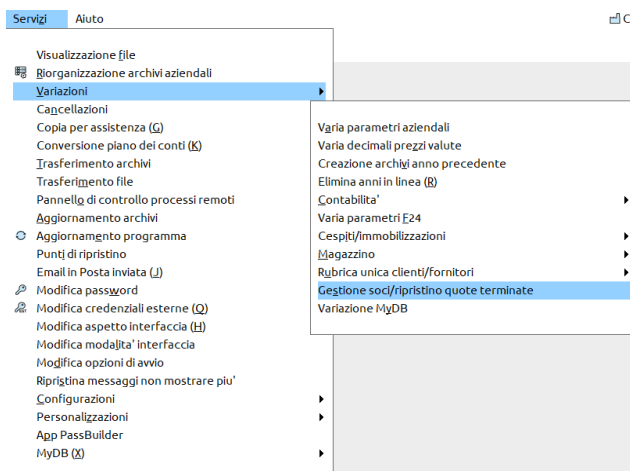 Servizi Aiuto C
Visualizzazione file
Riorganizzazione archivi aziendali
Variazioni
Cancellazioni
Copia per assistenza (G)
Conversione piano dei conti (K)
Trasferimento archivi
Trasferimento file
Pannello di controllo processi remoti
Aggiornamento archivi
Aggiornamento programma
Punti di ripristino
Email in Posta inviata (J)
Modifica password
Modifica credenziali esterne (Q)
Modifica aspetto interfaccia (H)
Modifica modalita' interfaccia
Modifica opzioni di avvio
Ripristina messaggi non mostrare piu'
Configurazioni
Personalizzazioni
App PassBuilder
MyDB (X)
Varia parametri aziendali
Varia decimali prezzi valute
Creazione archivi anno precedente
Elimina anni in linea (R)
Contabilita'
Varia parametri F24
Cespiti/immobilizzazioni
Magazzino
Rubrica unica clienti/fornitori
Gestione soci/ripristino quote terminate
Variazione MyDB